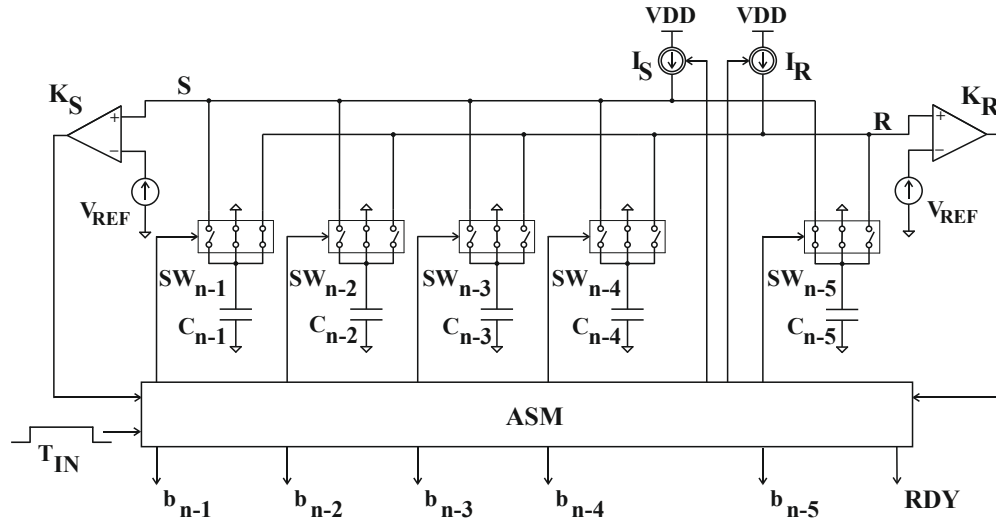 VDD VDD
I_S I_R
K_S S R K_R
+ +
− −
V_REF V_REF
SW_n-1 SW_n-2 SW_n-3 SW_n-4 SW_n-5
C_n-1 C_n-2 C_n-3 C_n-4 C_n-5
ASM
T_IN
b_n-1 b_n-2 b_n-3 b_n-4 b_n-5 RDY